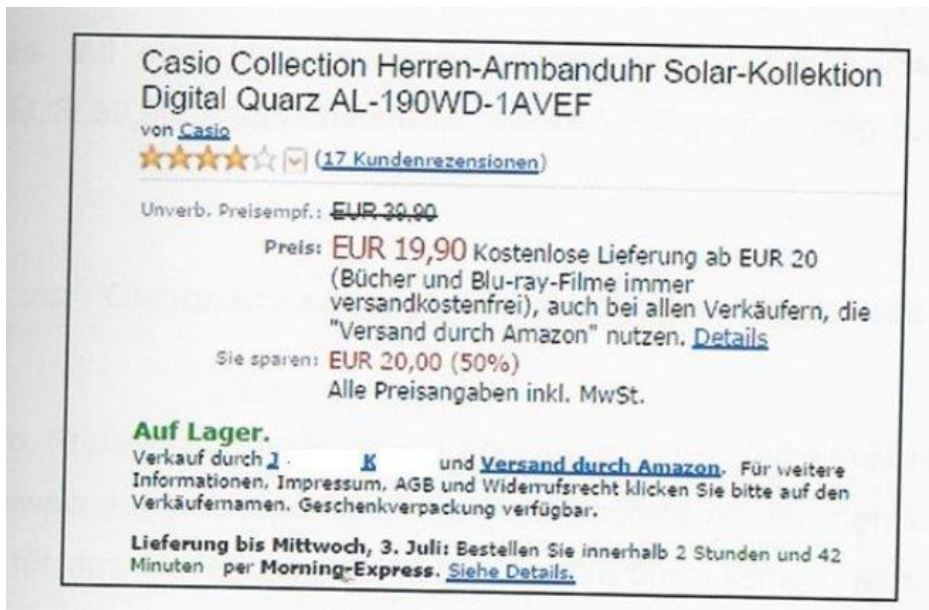 Casio Collection Herren-Armbanduhr Solar-Kollektion
Digital Quarz AL-190WD-1AVEF
von Casio
(17 Kundenrezensionen)
Unverb. Preisempf.: EUR 39,90
Preis: EUR 19,90 Kostenlose Lieferung ab EUR 20
(Bücher und Blu-ray-Filme immer
versandkostenfrei), auch bei allen Verkäufern, die
"Versand durch Amazon" nutzen. Details
Sie sparen: EUR 20,00 (50%)
Alle Preisangaben inkl. MwSt.
Auf Lager.
Verkauf durch J K und Versand durch Amazon. Für weitere
Informationen, Impressum, AGB und Widerrufsrecht klicken Sie bitte auf den
Verkäufernamen. Geschenkverpackung verfügbar.
Lieferung bis Mittwoch, 3. Juli: Bestellen Sie innerhalb 2 Stunden und 42
Minuten per Morning-Express. Siehe Details.